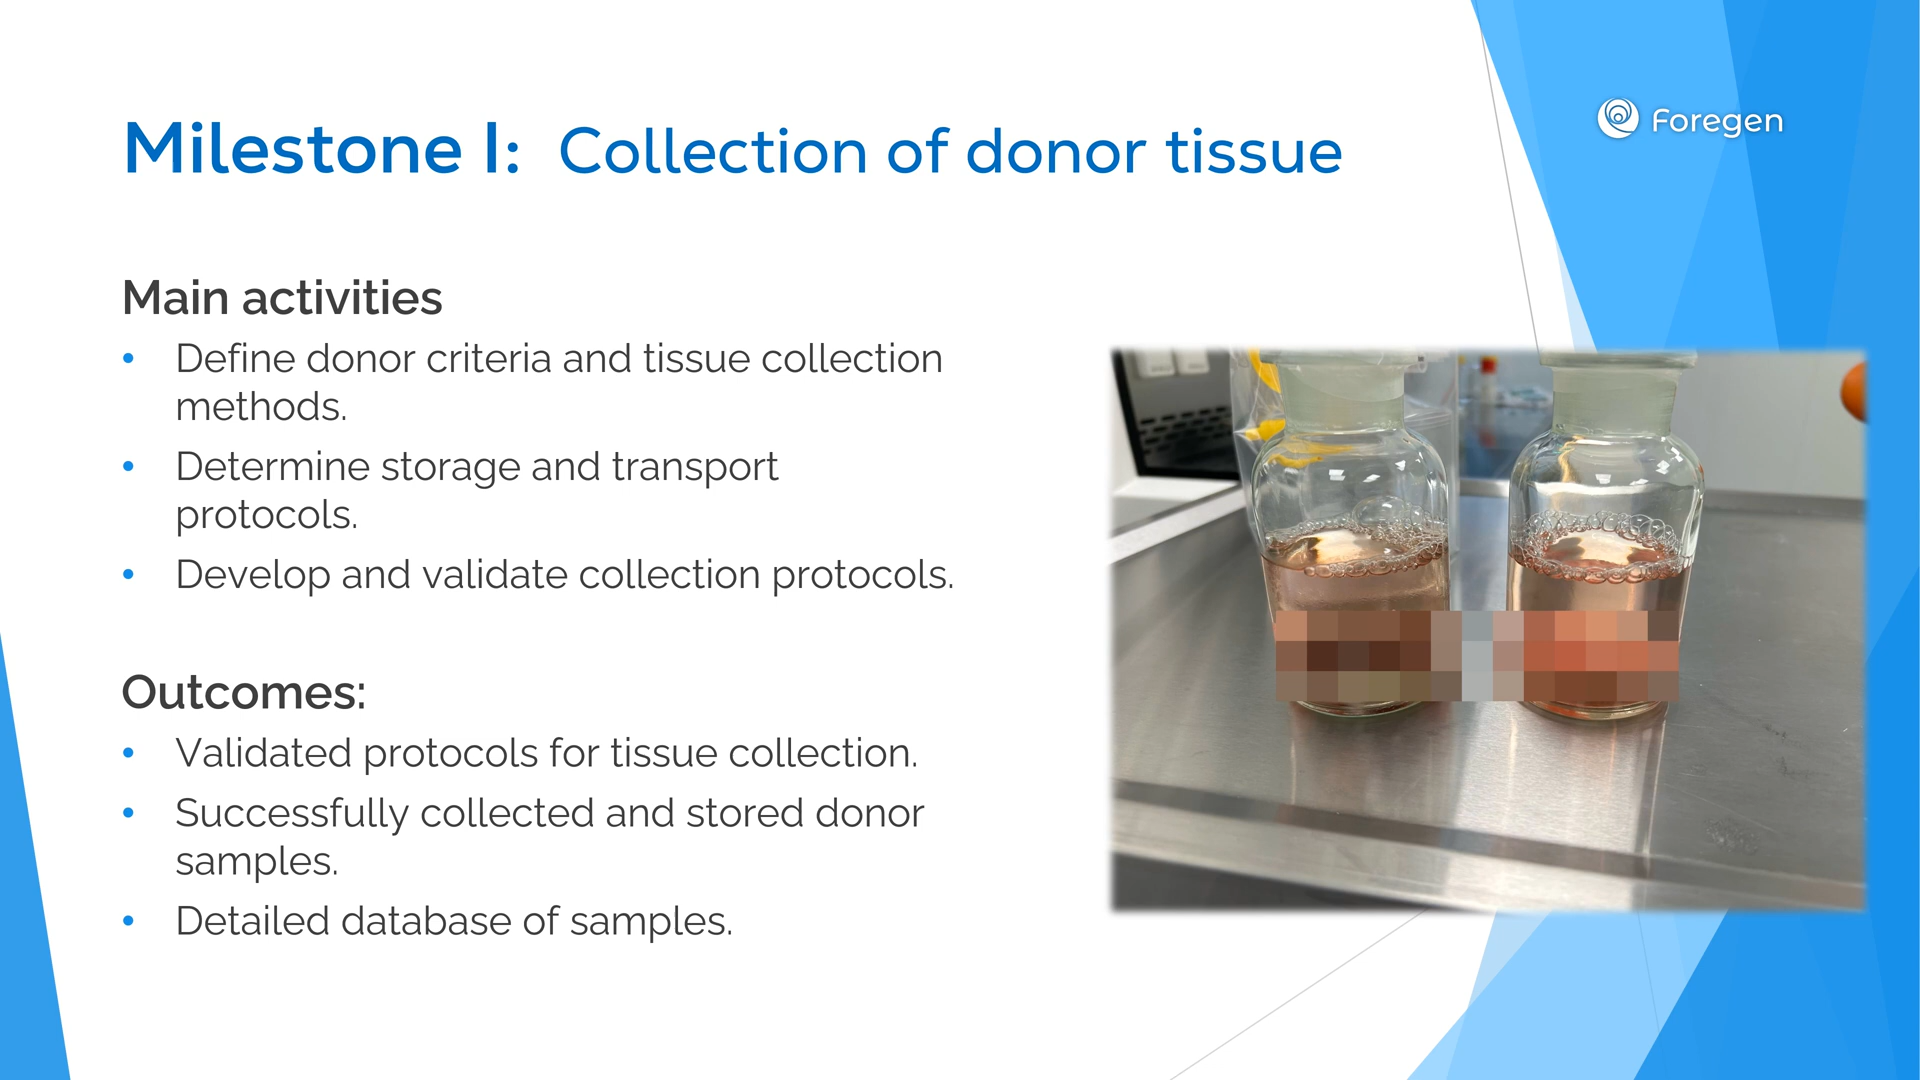 Milestone I: Collection of donor tissue
Foregen
Main activities
• Define donor criteria and tissue collection
methods.
• Determine storage and transport
protocols.
• Develop and validate collection protocols.
Outcomes:
• Validated protocols for tissue collection.
• Successfully collected and stored donor
samples.
• Detailed database of samples.